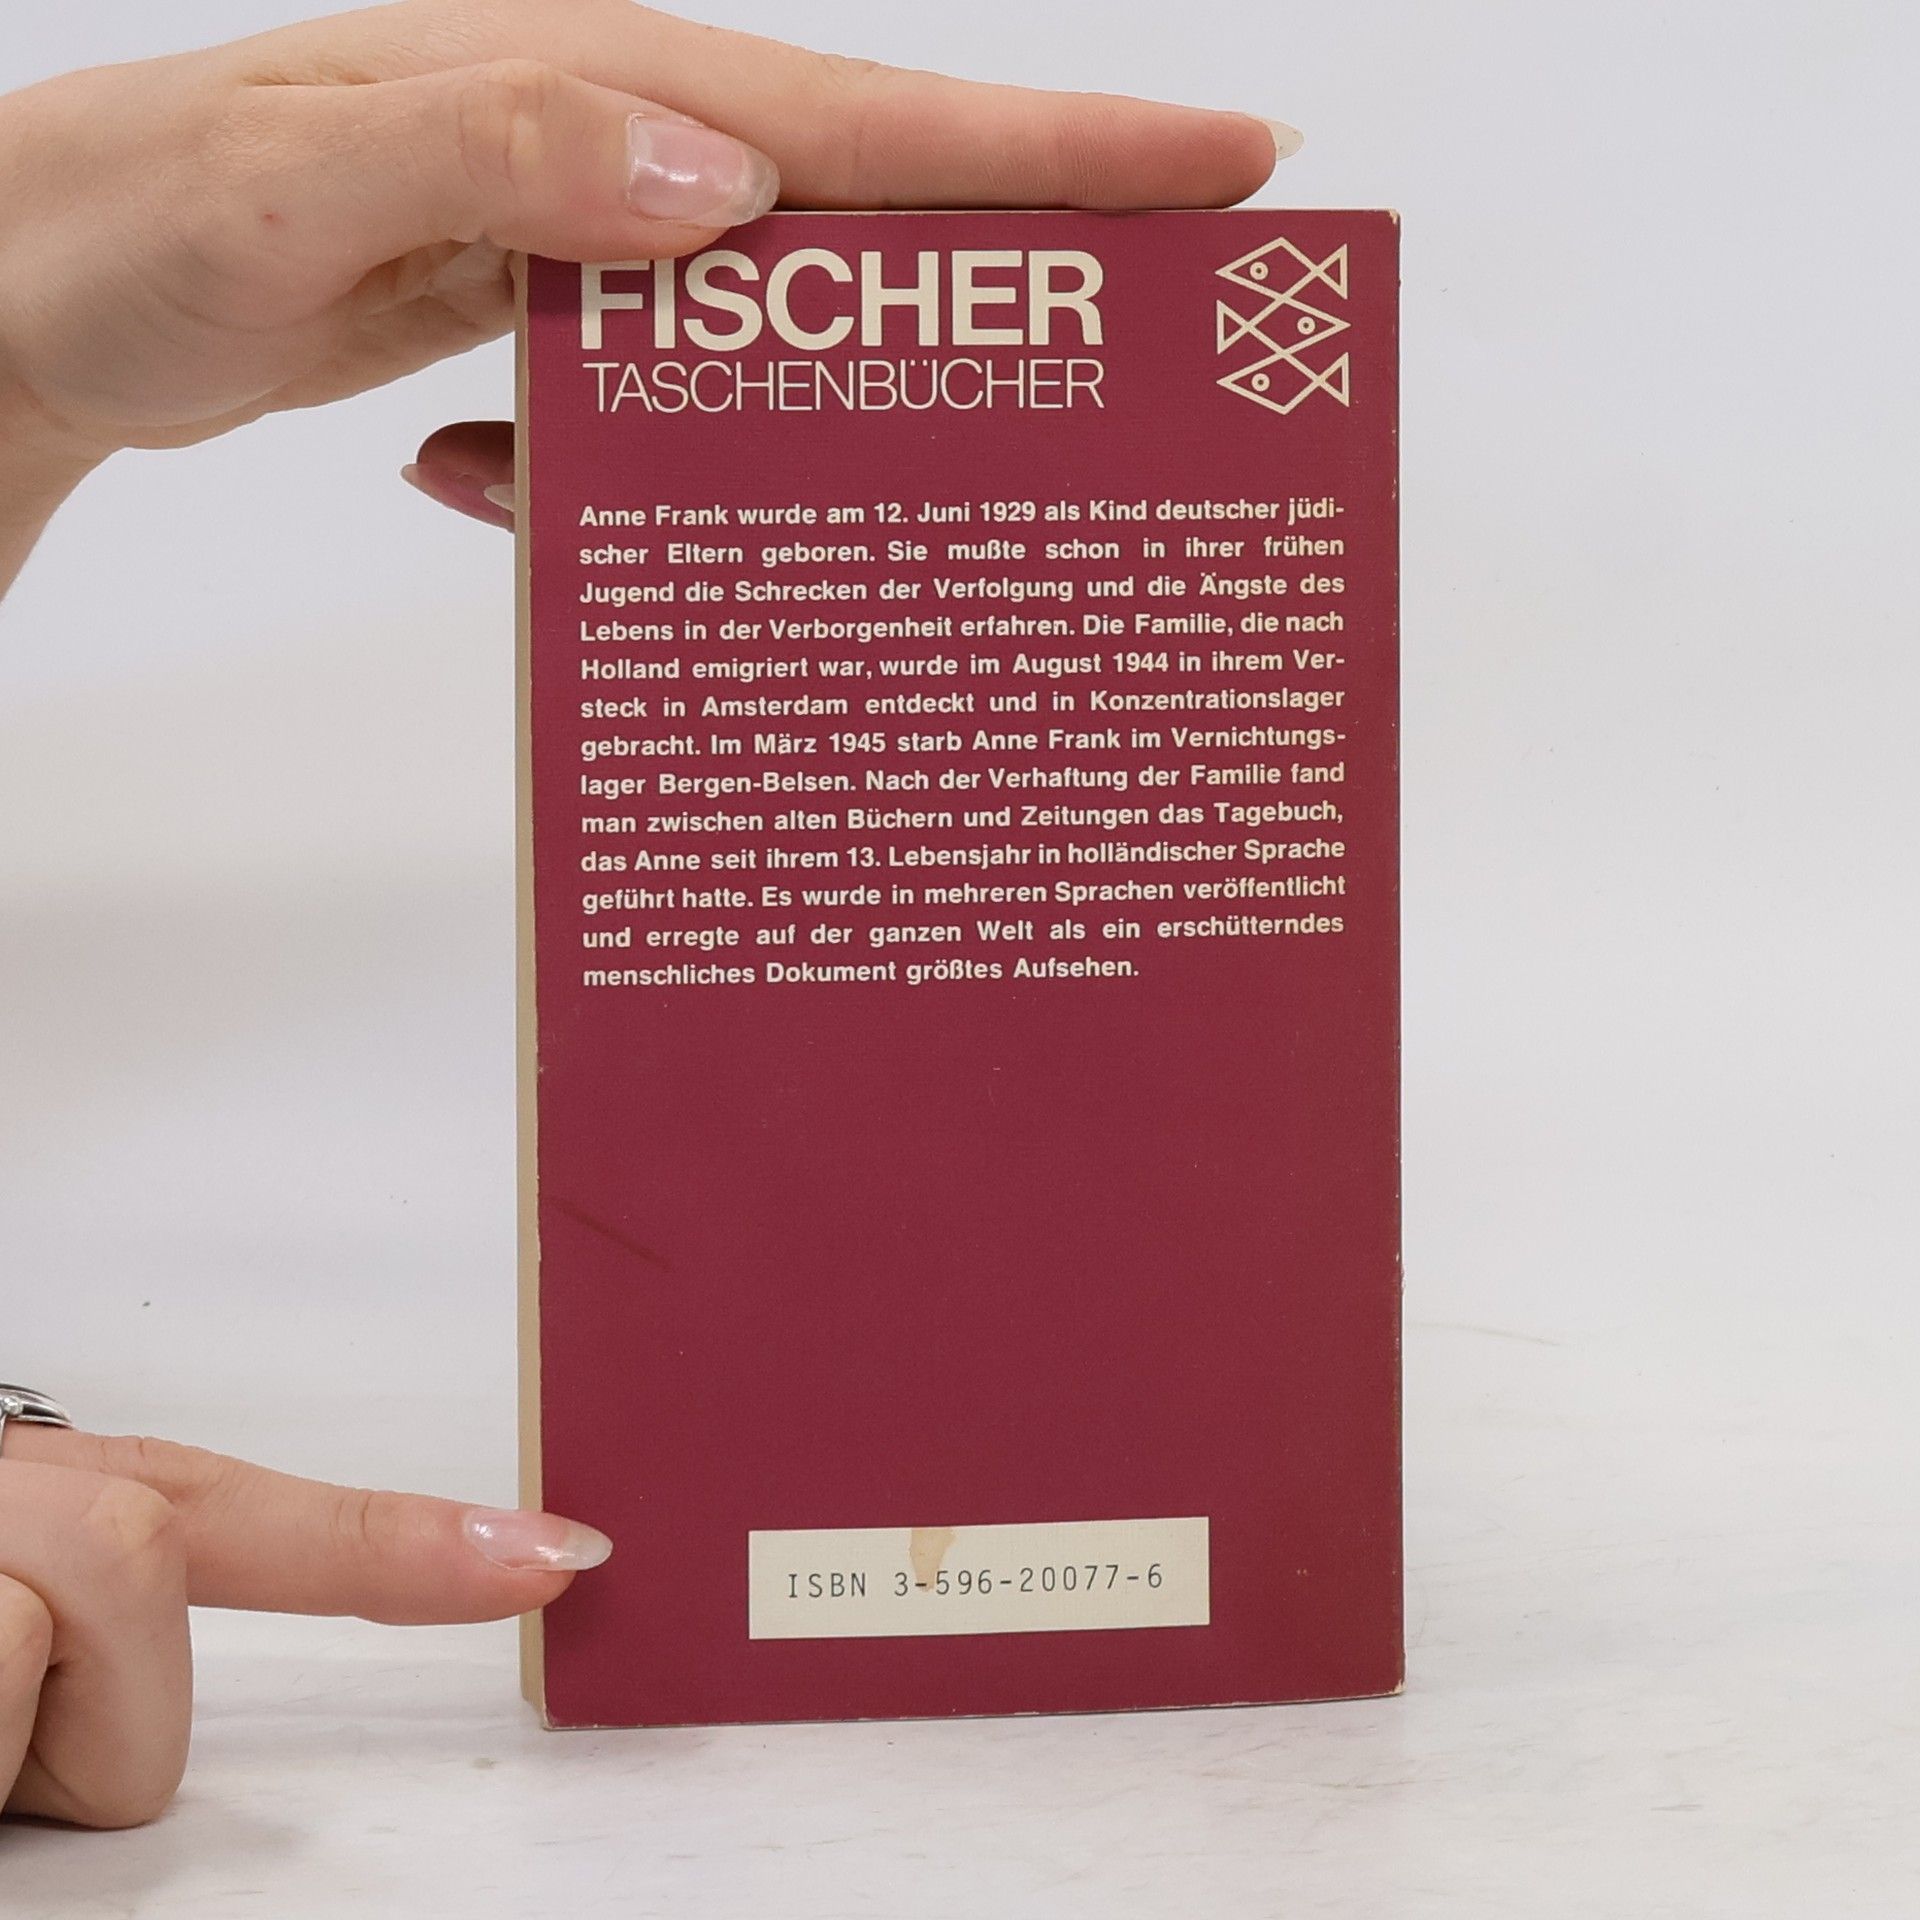 FISCHER
TASCHENBÜCHER
Anne Frank wurde am 12. Juni 1929 als Kind deutscher jüdi-
scher Eltern geboren. Sie mußte schon in ihrer frühen
Jugend die Schrecken der Verfolgung und die Ängste des
Lebens in der Verborgenheit erfahren. Die Familie, die nach
Holland emigriert war, wurde im August 1944 in ihrem Ver-
steck in Amsterdam entdeckt und in Konzentrationslager
gebracht. Im März 1945 starb Anne Frank im Vernichtungs-
lager Bergen-Belsen. Nach der Verhaftung der Familie fand
man zwischen alten Büchern und Zeitungen das Tagebuch,
das Anne seit ihrem 13. Lebensjahr in holländischer Sprache
geführt hatte. Es wurde in mehreren Sprachen veröffentlicht
und erregte auf der ganzen Welt als ein erschütterndes
menschliches Dokument größtes Aufsehen.
ISBN 3-596-20077-6